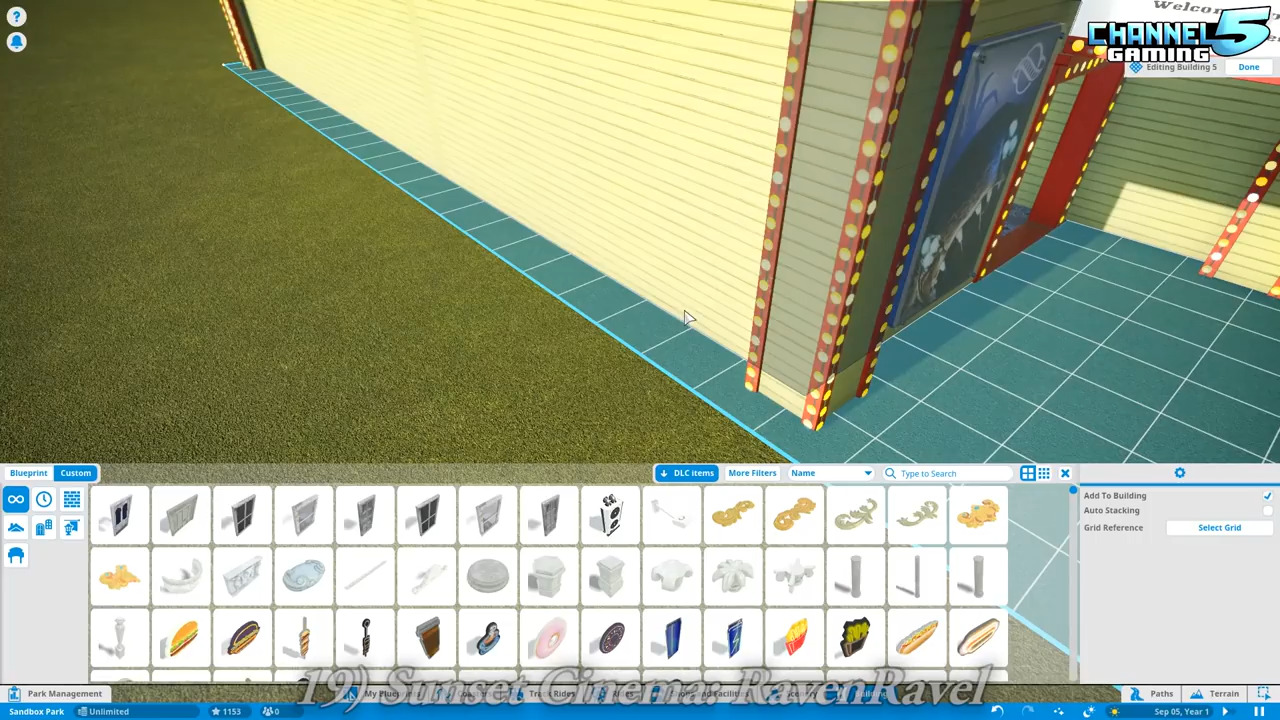 Welcom
CHANNEL 5
GAMING
Editing Building 5
Done
Blueprint
Custom
DLC items
More Filters
Name
Type to Search
Add To Building
Auto Stacking
Grid Reference
Select Grid
19) Sunset Cinema: RavenRavel
Park Management
My Blueprints
Track Rides
Facilities
Paths
Terrain
Sandbox Park
Unlimited
1153
0
Sep 05, Year 1